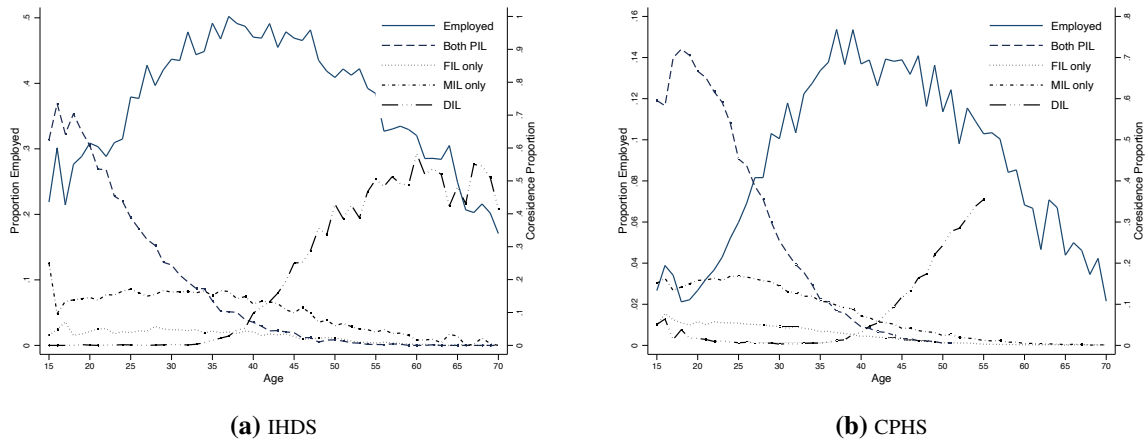 Employed
Both PIL
FIL only
MIL only
DIL
Proportion Employed
0 .1 .2 .3 .4 .5
Coresidence Proportion
0 .1 .2 .3 .4 .5 .6 .7 .8 .9 1
15 20 25 30 35 40 45 50 55 60 65 70
Age
(a) IHDS
Employed
Both PIL
FIL only
MIL only
DIL
Proportion Employed
0 .02 .04 .06 .08 .1 .12 .14 .16
Coresidence Proportion
0 .1 .2 .3 .4 .5 .6 .7 .8
15 20 25 30 35 40 45 50 55 60 65 70
Age
(b) CPHS